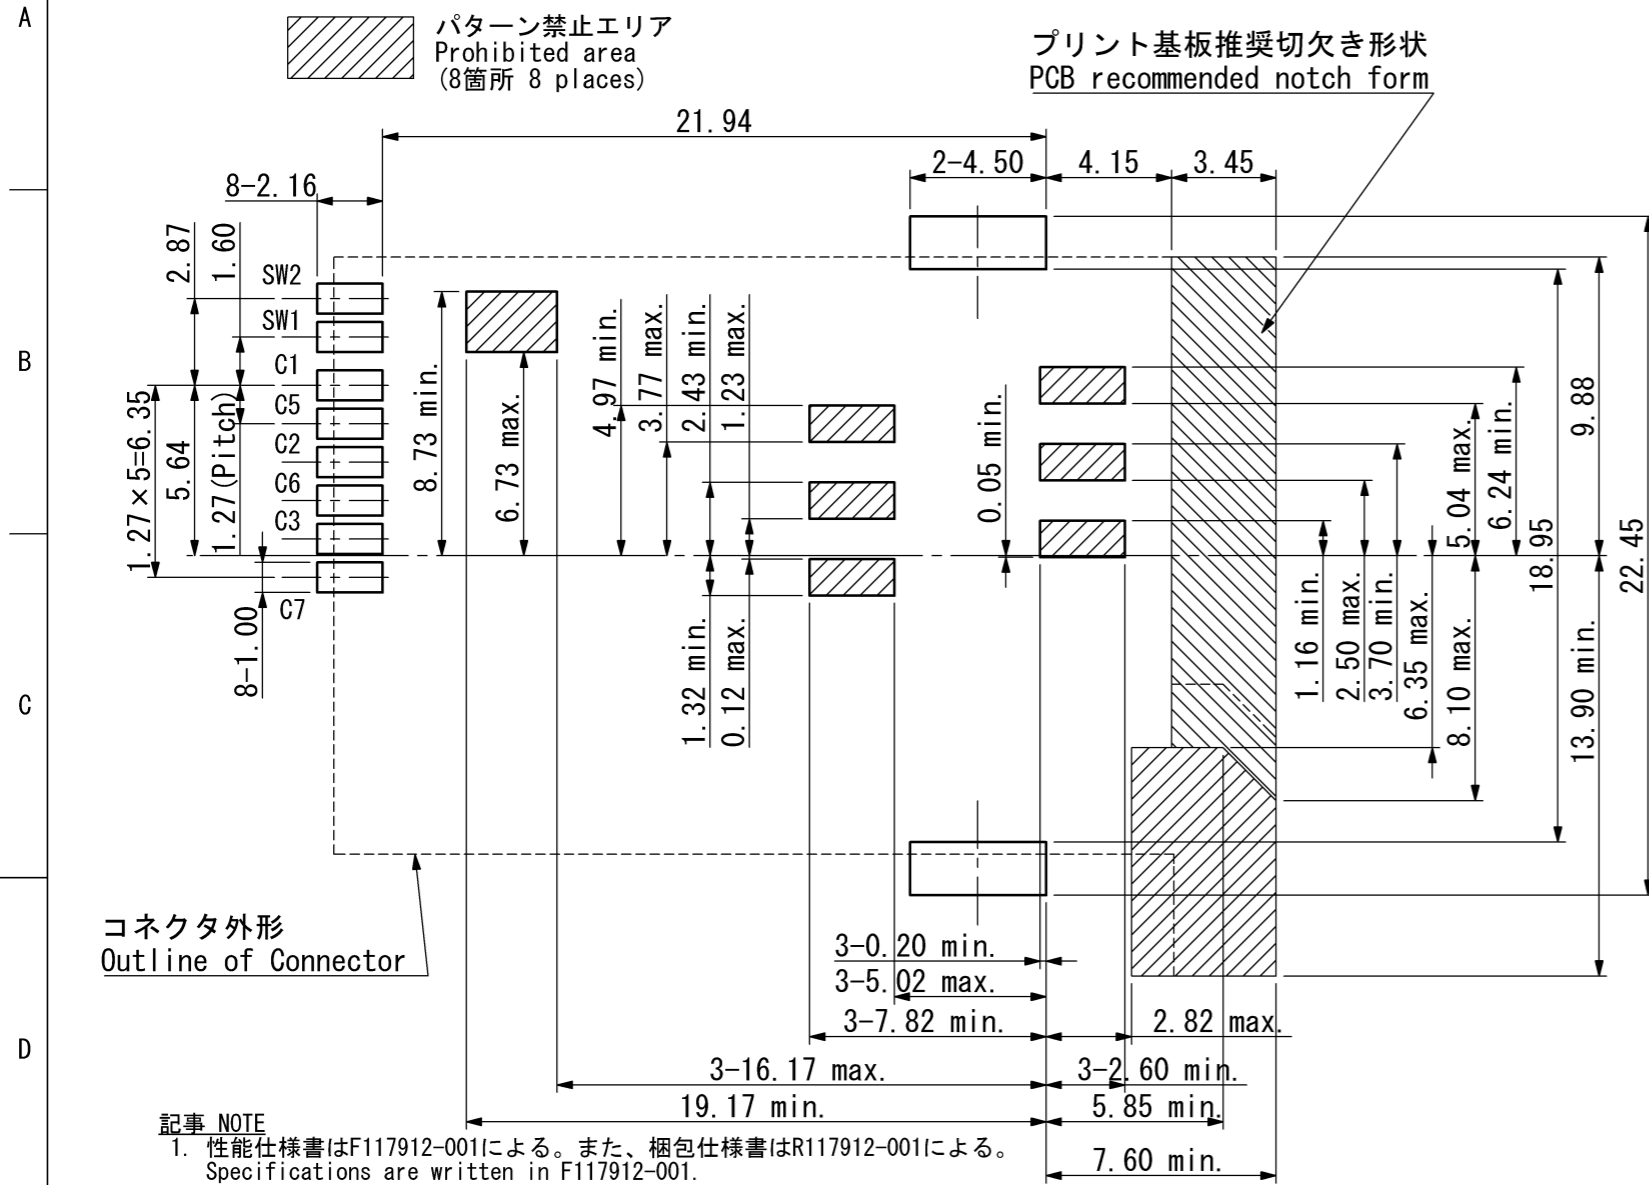 A
パターン禁止エリア
Prohibited area
(8箇所 8 places)
プリント基板推奨切欠き形状
PCB recommended notch form
21.94
2-4.50
4.15
3.45
8-2.16
2.87
1.60
SW2
SW1
C1
C5
C2
C6
C3
C7
B
1.27×5=6.35
5.64
1.27(Pitch)
8-1.00
8.73 min.
6.73 max.
4.97 min.
3.77 max.
2.43 min.
1.23 max.
0.05 min.
1.32 min.
0.12 max.
5.04 max.
6.24 min.
9.88
18.95
22.45
1.16 min.
2.50 max.
3.70 min.
6.35 max.
8.10 max.
13.90 min.
C
コネクタ外形
Outline of Connector
3-0.20 min.
3-5.02 max.
3-7.82 min.
2.82 max.
D
3-16.17 max.
3-2.60 min.
19.17 min.
5.85 min.
7.60 min.
記事 NOTE
1. 性能仕様書はF117912-001による。また、梱包仕様書はR117912-001による。
Specifications are written in F117912-001.